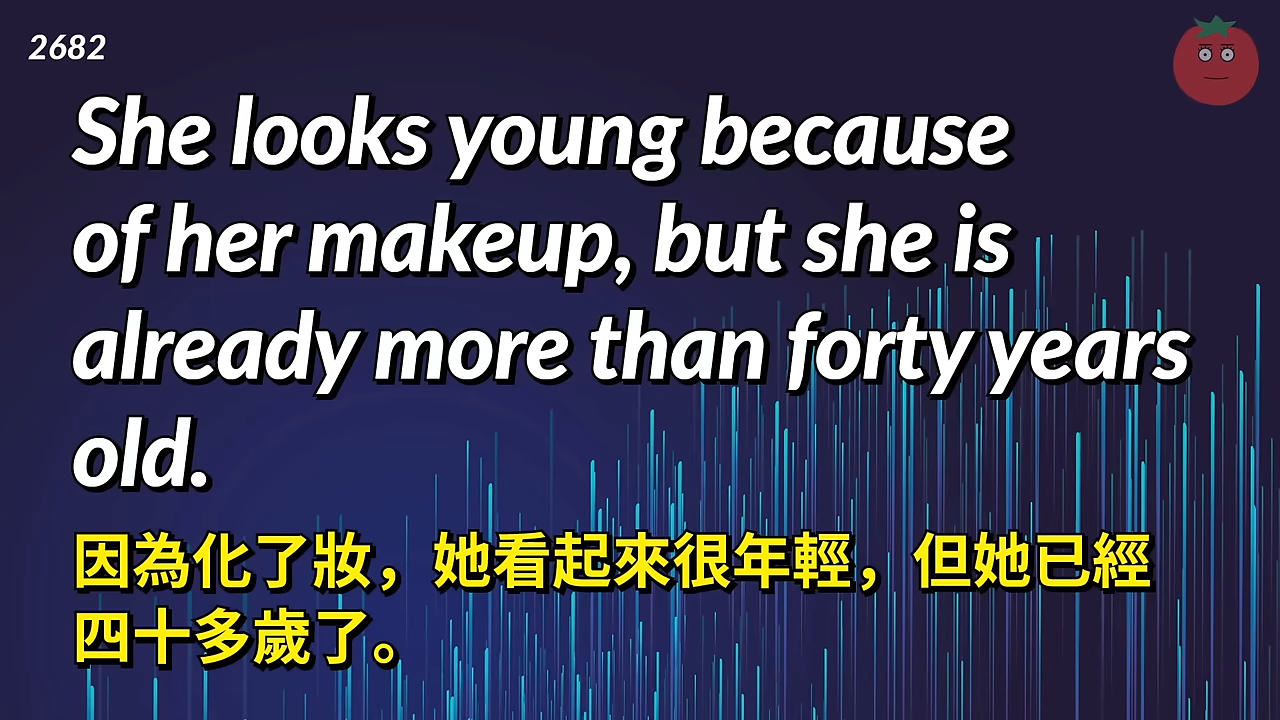 2682
She looks young because
of her makeup, but she is
already more than forty years
old.
因為化了妝，她看起來很年輕，但她已經
四十多歲了。